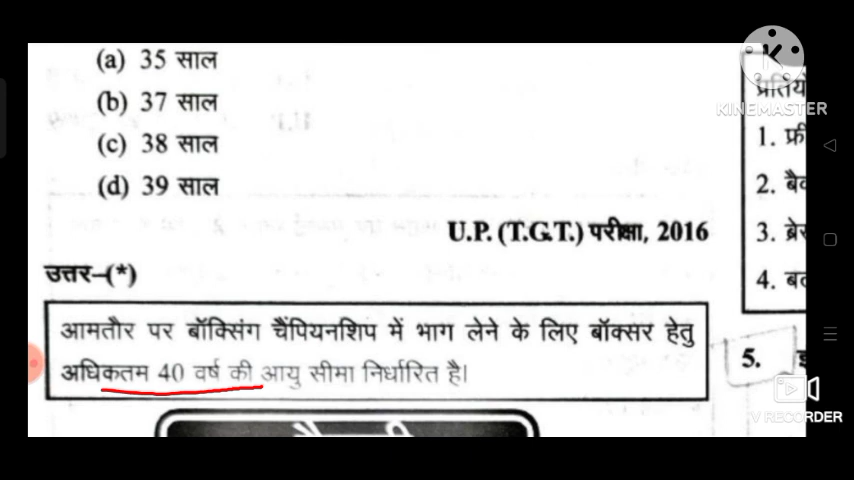 (a) 35 साल
(b) 37 साल
(c) 38 साल
(d) 39 साल
U.P. (T.G.T.) परीक्षा, 2016
उत्तर–(*)
आमतौर पर बॉक्सिंग चैंपियनशिप में भाग लेने के लिए बॉक्सर हेतु
अधिकतम 40 वर्ष की आयु सीमा निर्धारित है।
KINEMASTER
1. फ्री
2.
3.
4.
5.
V RECORDER